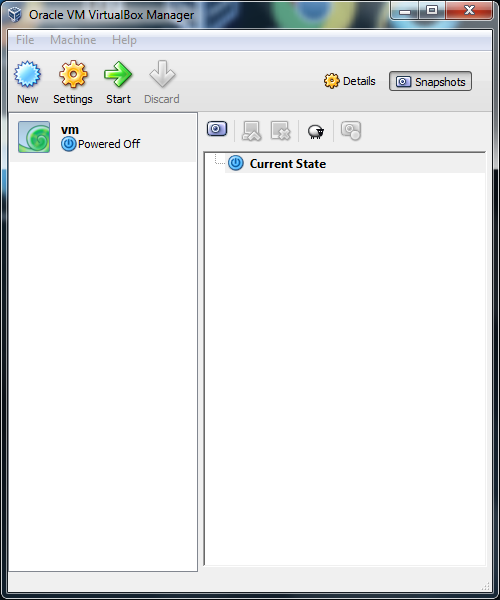 Oracle VM VirtualBox Manager
File Machine Help
New Settings Start Discard Details Snapshots
vm
Powered Off
Current State